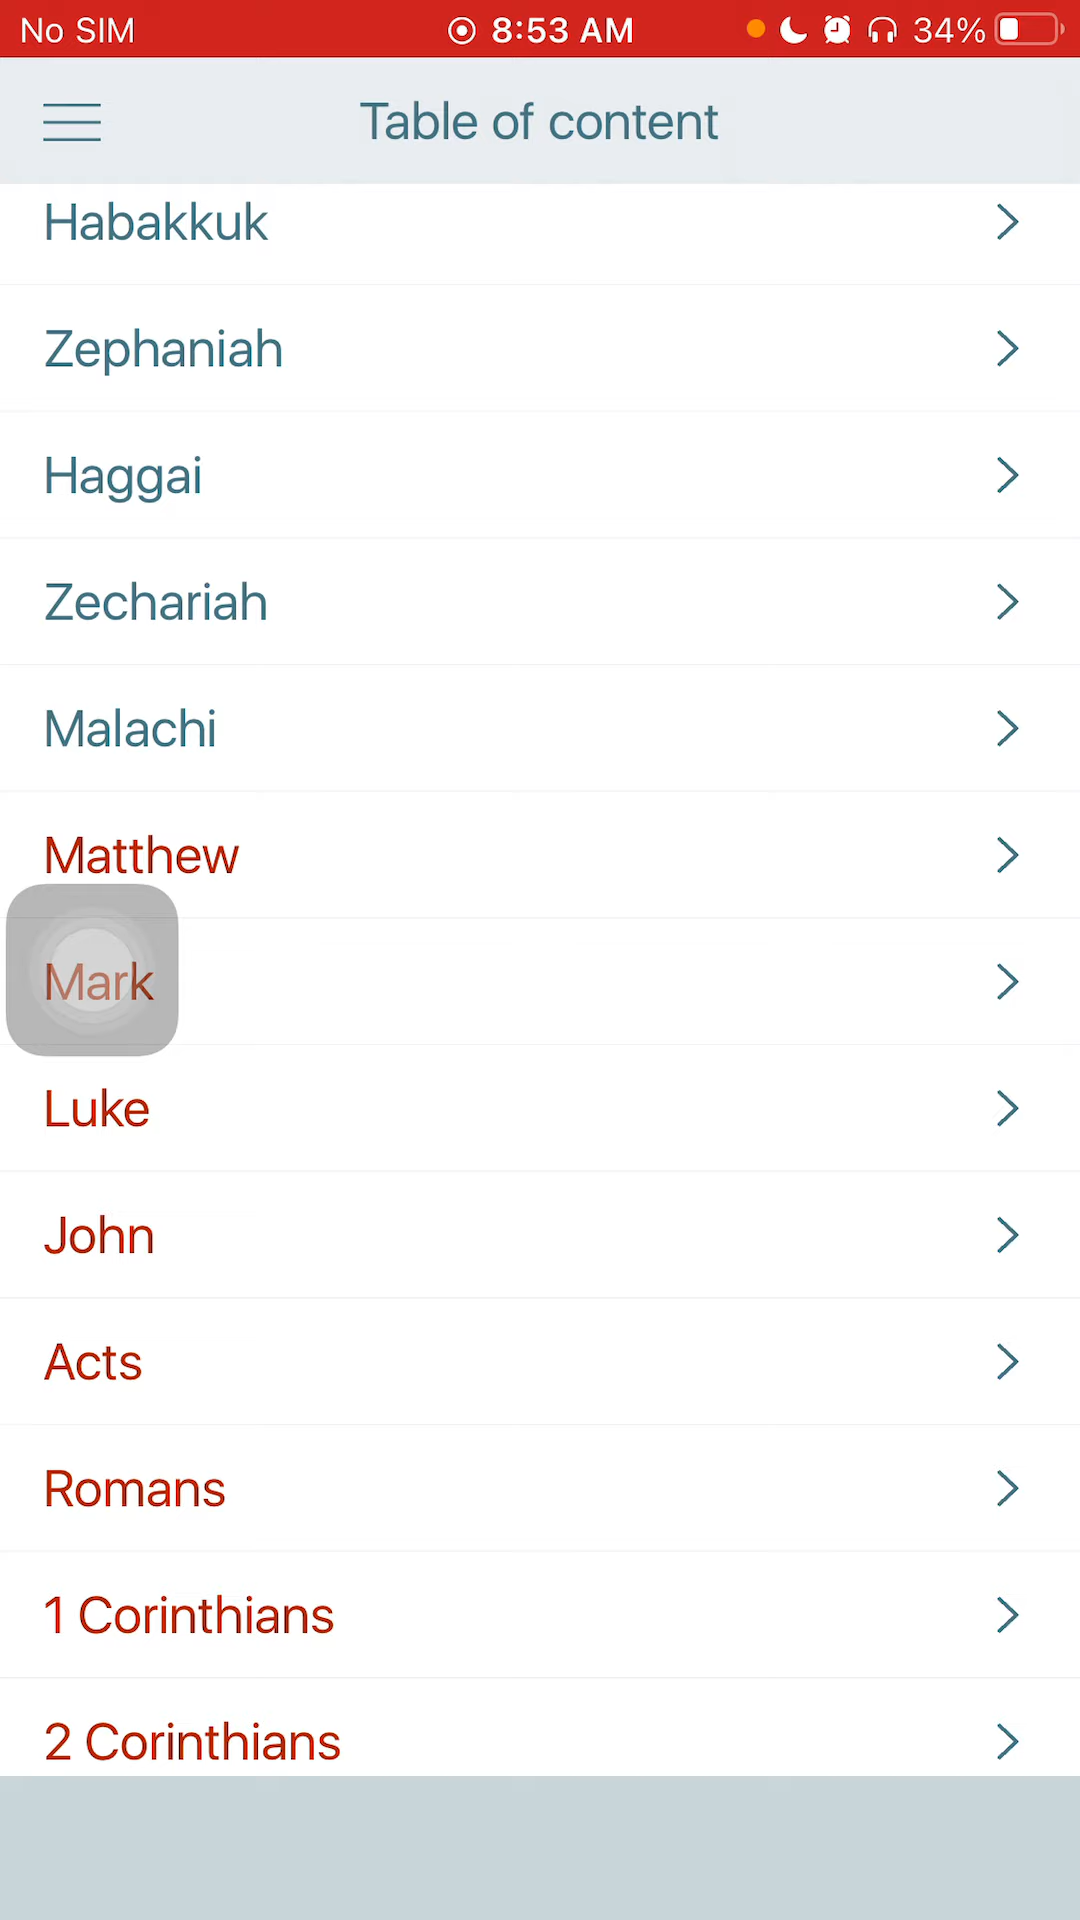 No SIM 8:53 AM 34%
Table of content
Habakkuk
Zephaniah
Haggai
Zechariah
Malachi
Matthew
Mark
Luke
John
Acts
Romans
1 Corinthians
2 Corinthians